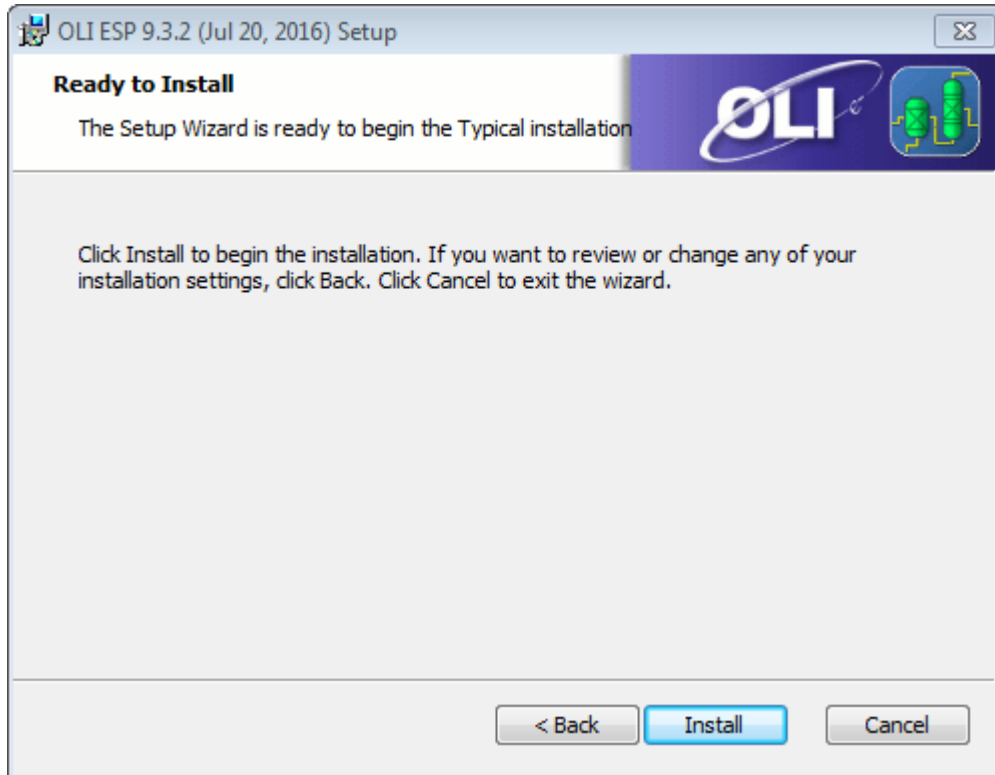 OLI ESP 9.3.2 (Jul 20, 2016) Setup
Ready to Install
The Setup Wizard is ready to begin the Typical installation
OLI
Click Install to begin the installation. If you want to review or change any of your
installation settings, click Back. Click Cancel to exit the wizard.
< Back
Install
Cancel